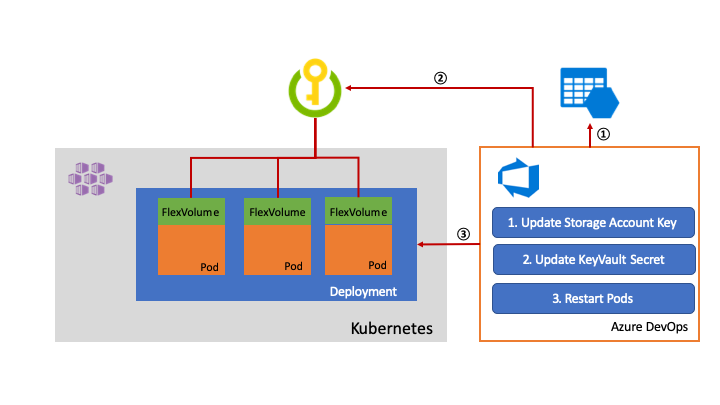 ②
①
FlexVolume
FlexVolume
FlexVolume
1. Update Storage Account Key
③
2. Update KeyVault Secret
Pod
Pod
Pod
Deployment
3. Restart Pods
Kubernetes
Azure DevOps